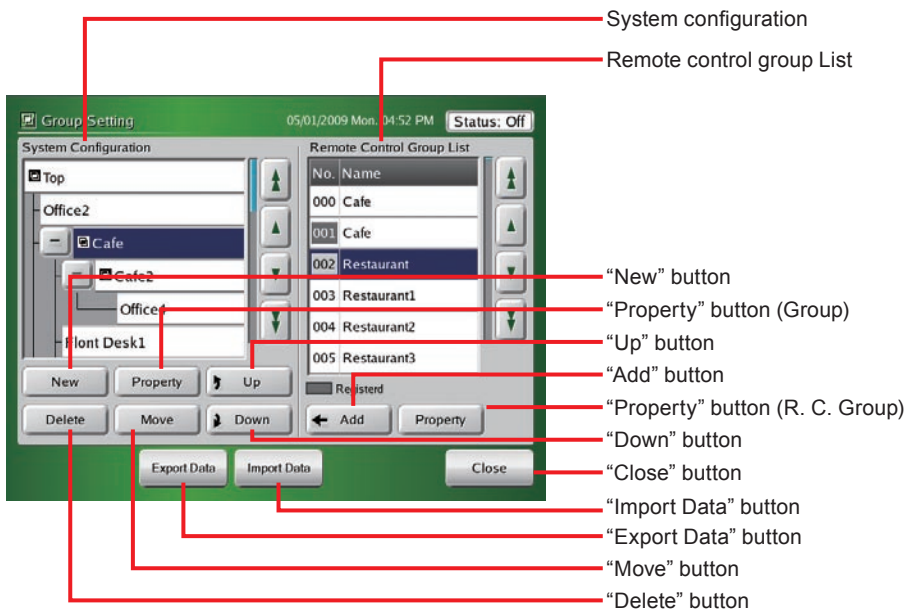 System configuration
Remote control group List
Group Setting 05/01/2009 Mon. 04:52 PM Status: Off
System Configuration
Top
Office2
Cafe
Cafe2
Office4
Flont Desk1
New Property Up
Delete Move Down
Remote Control Group List
No. Name
000 Cafe
001 Cafe
002 Restaurant
003 Restaurant1
004 Restaurant2
005 Restaurant3
Registerd
Add Property
Export Data Import Data Close
“New” button
“Property” button (Group)
“Up” button
“Add” button
“Property” button (R. C. Group)
“Down” button
“Close” button
“Import Data” button
“Export Data” button
“Move” button
“Delete” button